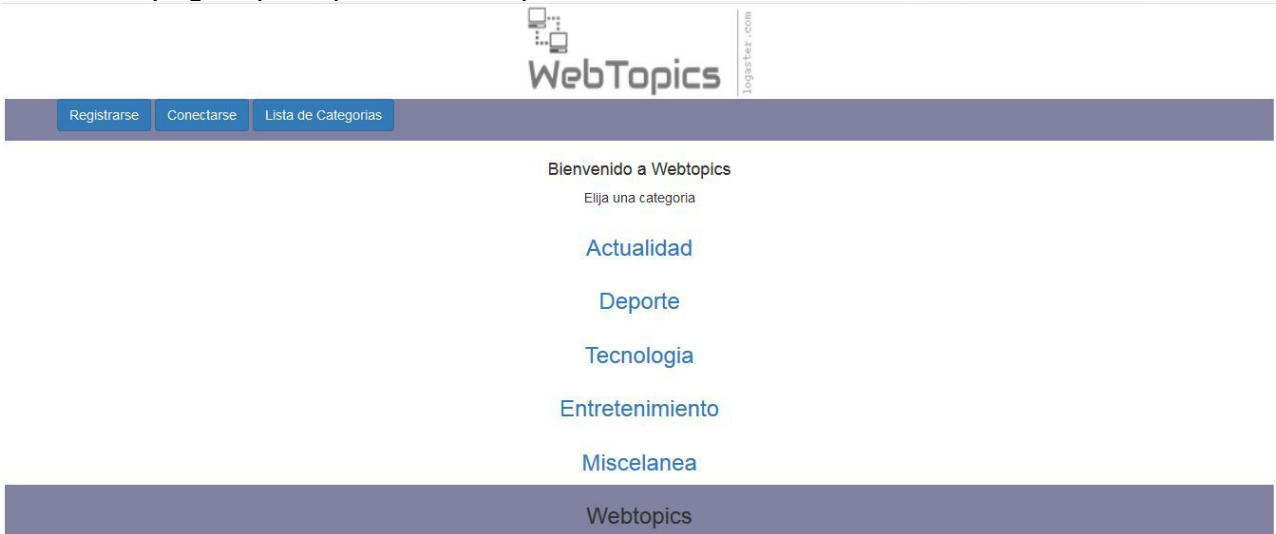 WebTopics
logaster.com
Registrarse Conectarse Lista de Categorias
Bienvenido a Webtopics
Elija una categoria
Actualidad
Deporte
Tecnologia
Entretenimiento
Miscelanea
Webtopics